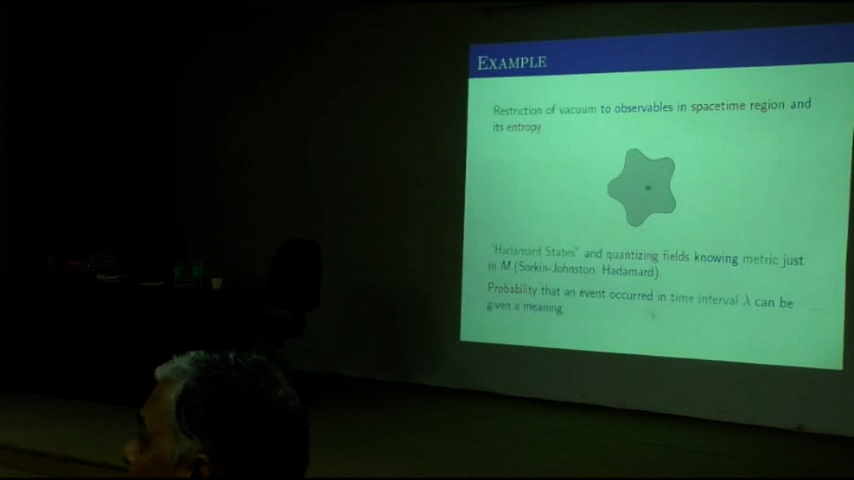 EXAMPLE
Restriction of vacuum to observables in spacetime region and
its entropy
M
"Hadamard States" and quantizing fields knowing metric just
in M (Sorkin-Johnston, Hadamard)
Probability that an event occurred in time interval λ can be
given a meaning.